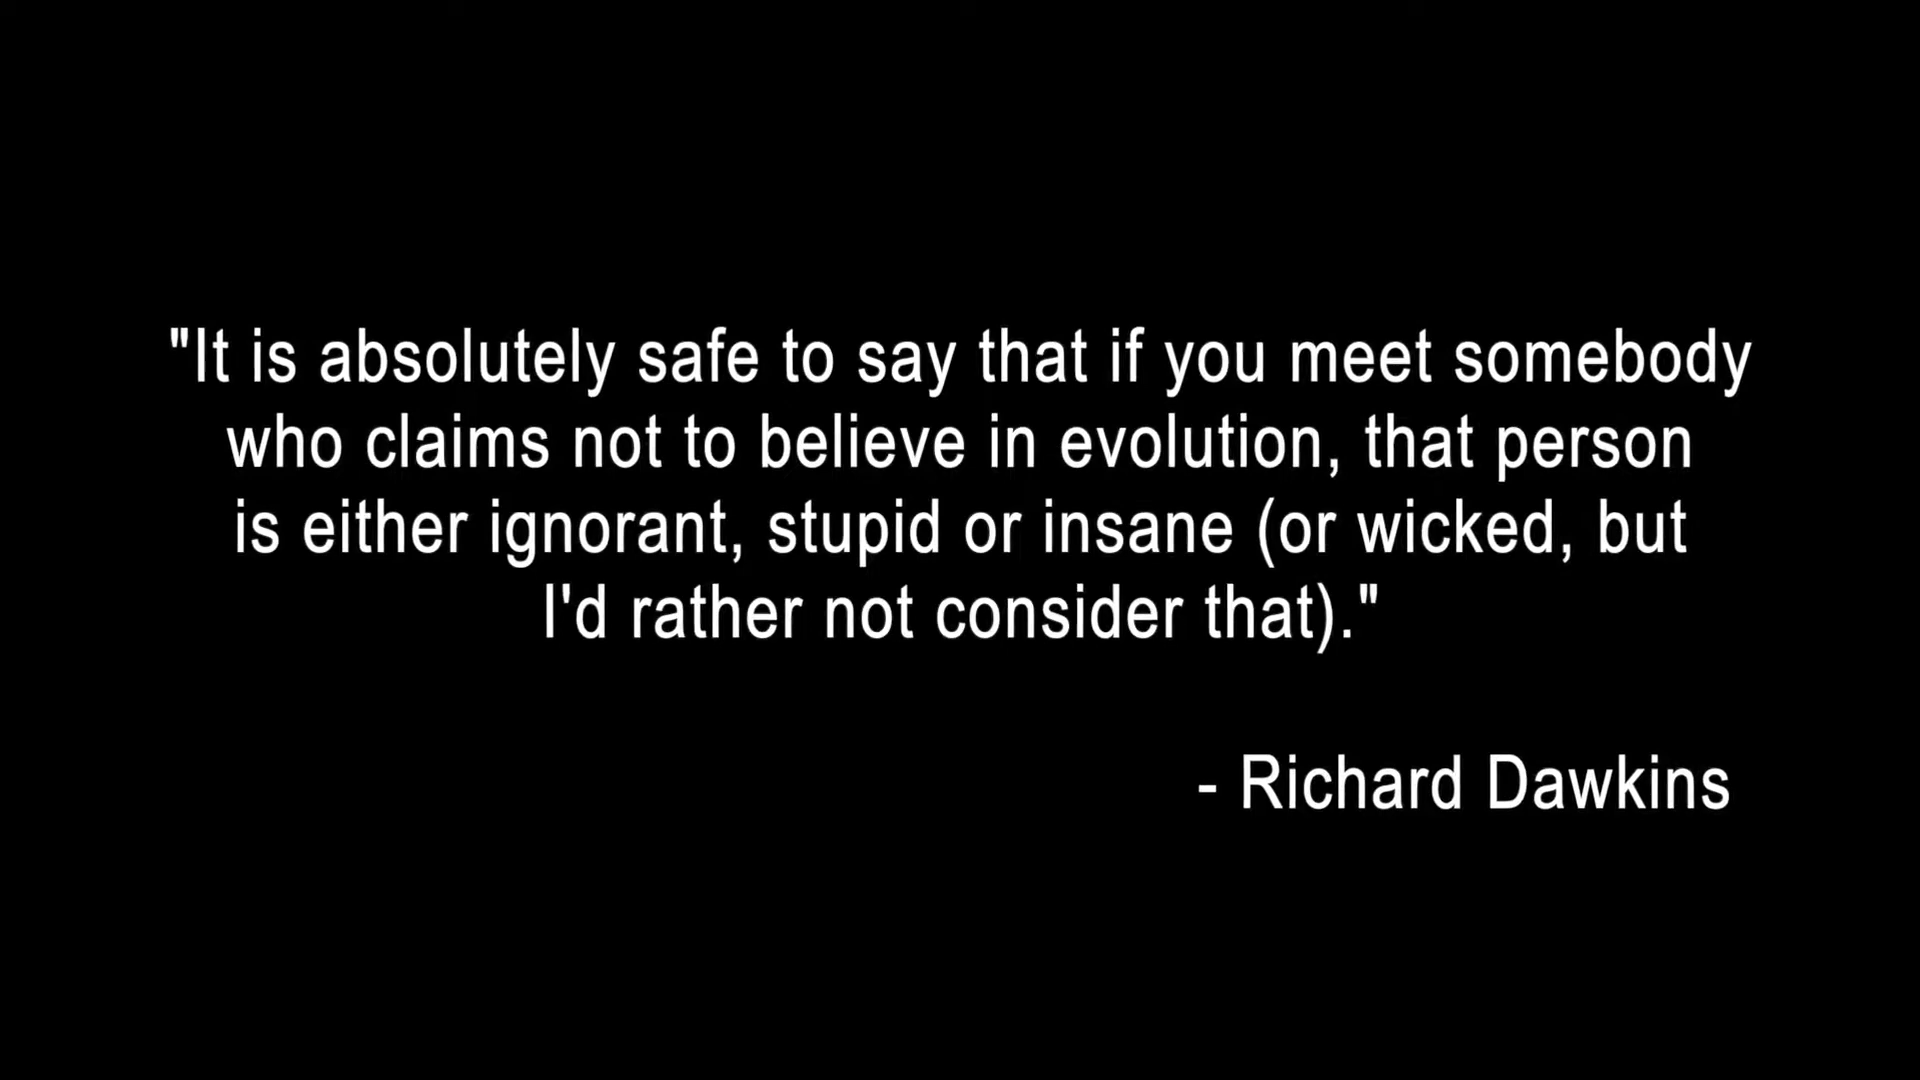 "It is absolutely safe to say that if you meet somebody
who claims not to believe in evolution, that person
is either ignorant, stupid or insane (or wicked, but
I'd rather not consider that)."
- Richard Dawkins